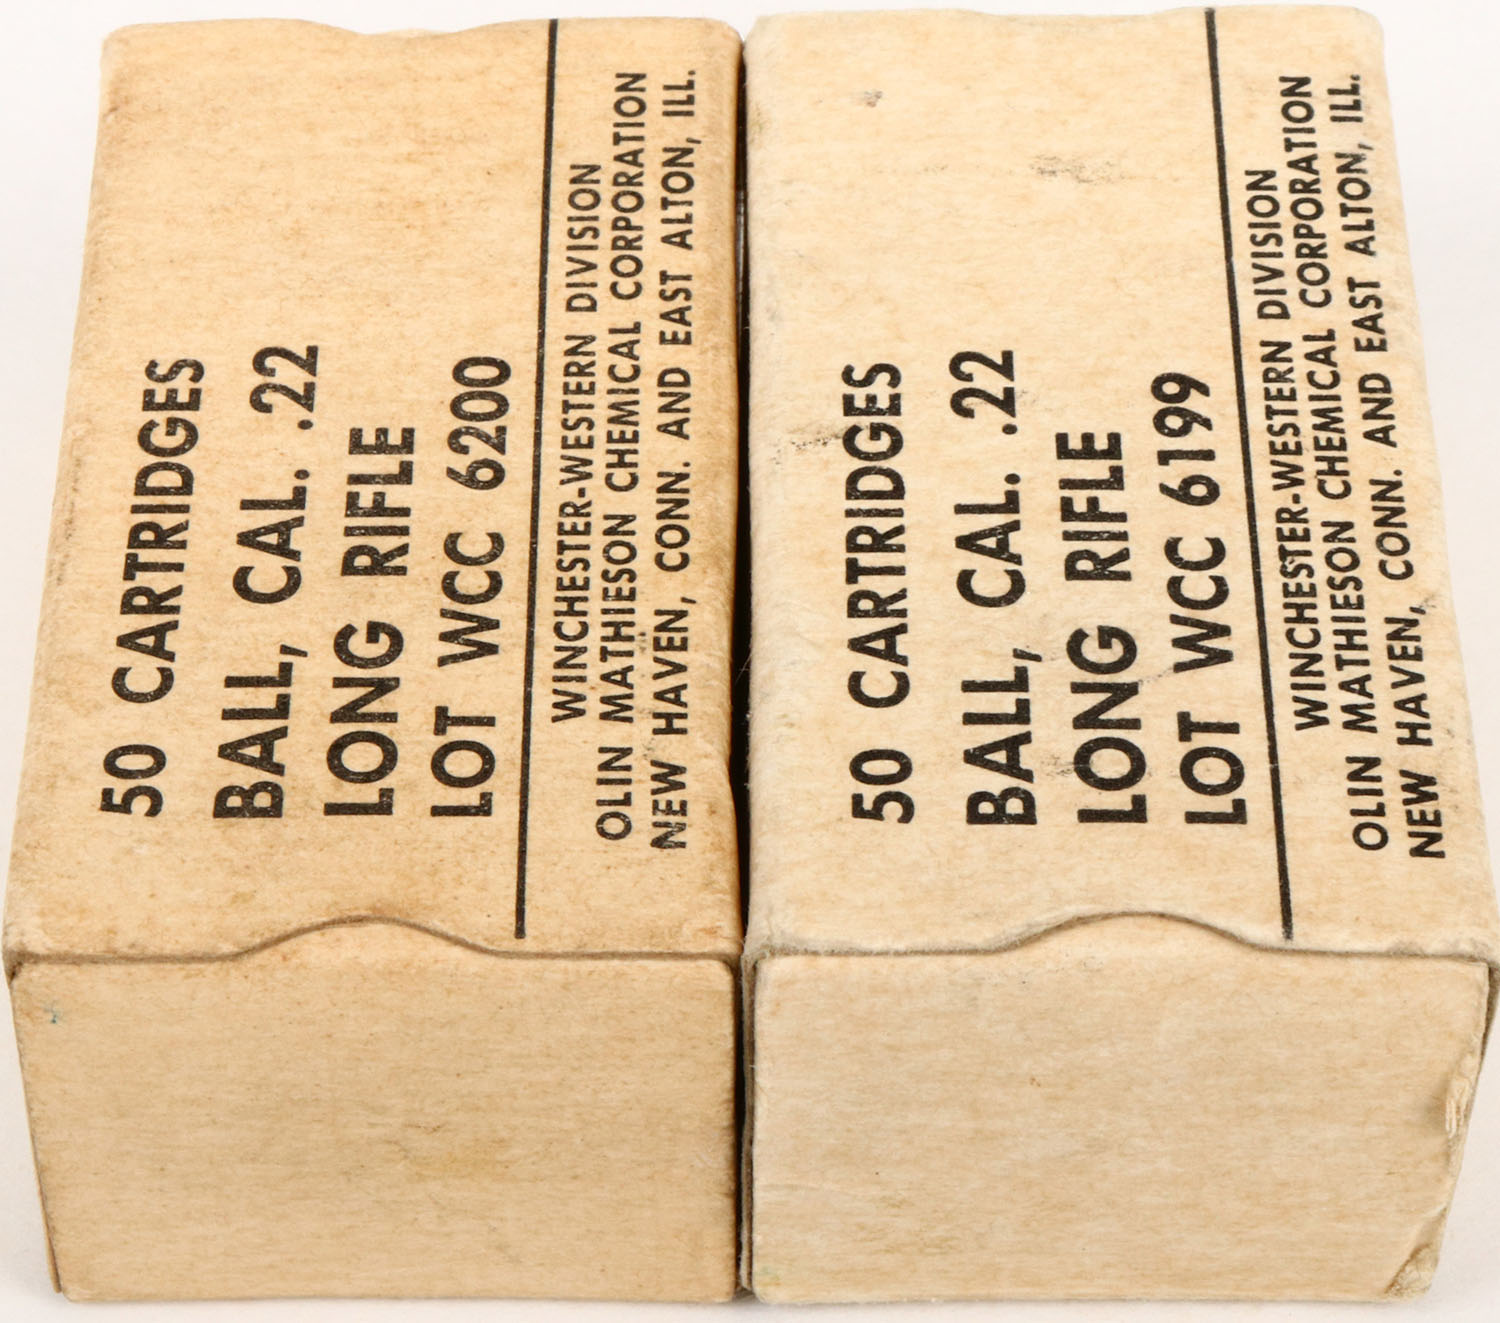 50 CARTRIDGES
BALL, CAL. .22
LONG RIFLE
LOT WCC 6200
WINCHESTER-WESTERN DIVISION
OLIN MATHIESON CHEMICAL CORPORATION
NEW HAVEN, CONN. AND EAST ALTON, ILL.
50 CARTRIDGES
BALL, CAL. .22
LONG RIFLE
LOT WCC 6199
WINCHESTER-WESTERN DIVISION
OLIN MATHIESON CHEMICAL CORPORATION
NEW HAVEN, CONN. AND EAST ALTON, ILL.